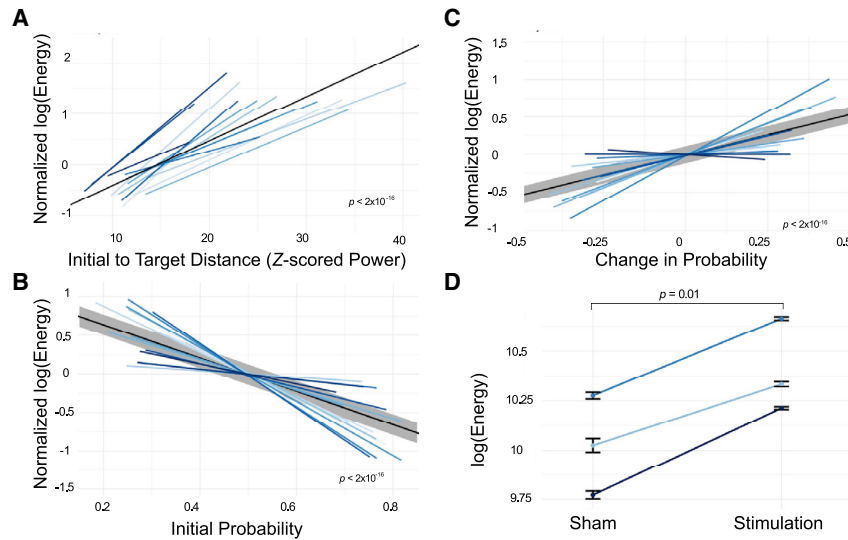 A
Normalized log(Energy)
2
1
0
-1
10
20
30
40
p < 2x10-16
Initial to Target Distance (Z-scored Power)
B
Normalized log(Energy)
1
0,5
0
-0.5
-1
-1.5
0.2
0.4
0.6
0.8
p < 2x10-16
Initial Probability
C
Normalized log(Energy)
1.5
1.0
0.5
0
-0.5
-1
-0.5
-0.25
0
0.25
0.5
p < 2x10-16
Change in Probability
D
p = 0.01
log(Energy)
10.5
10.25
10
9.75
Sham
Stimulation